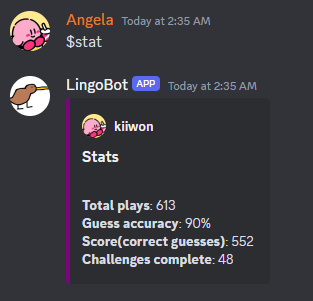 Angela Today at 2:35 AM
$stat
LingoBot APP Today at 2:35 AM
kiiwon
Stats
Total plays: 613
Guess accuracy: 90%
Score(correct guesses): 552
Challenges complete: 48